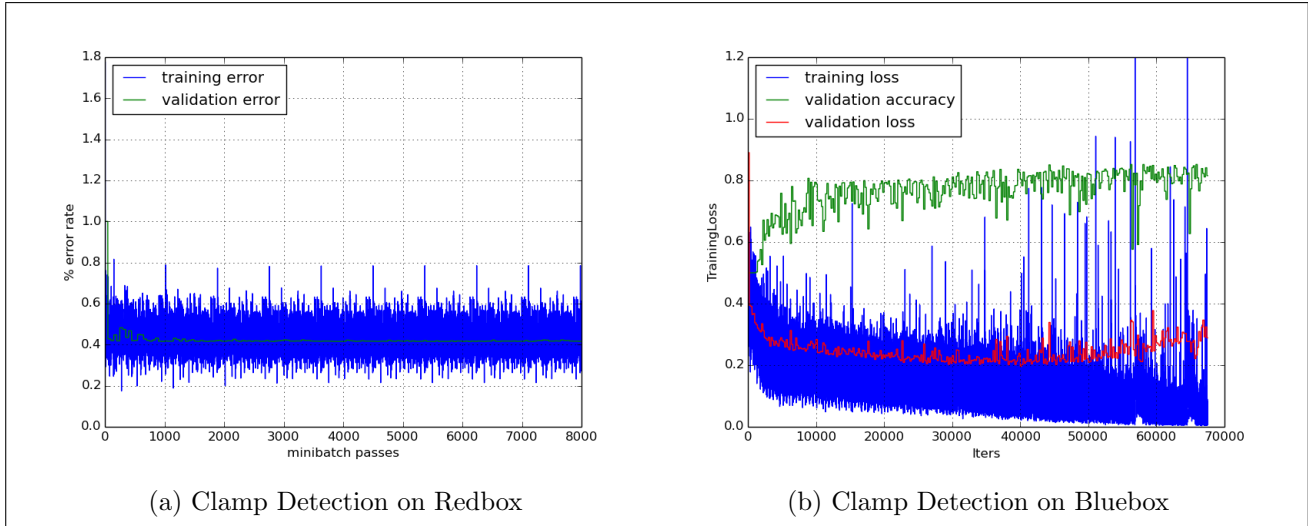 1.8
1.6
1.4
1.2
1.0
0.8
0.6
0.4
0.2
0.0
% error rate
training error
validation error
0 1000 2000 3000 4000 5000 6000 7000 8000
minibatch passes
(a) Clamp Detection on Redbox
1.2
1.0
0.8
0.6
0.4
0.2
0.0
TrainingLoss
training loss
validation accuracy
validation loss
0 10000 20000 30000 40000 50000 60000 70000
Iters
(b) Clamp Detection on Bluebox